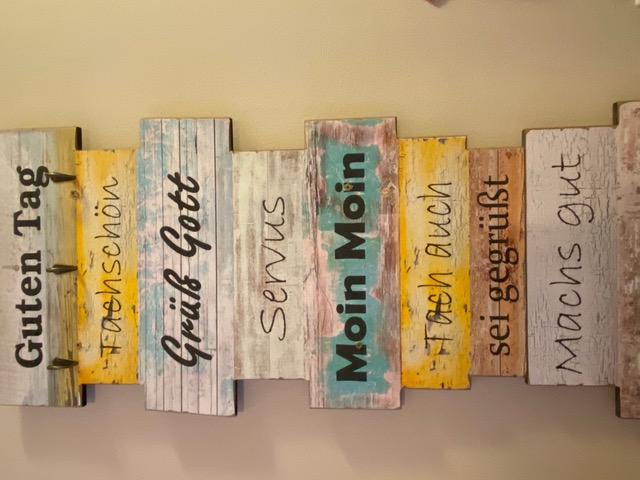 Guten Tag
Tachschön
Grüß Gott
Servus
Moin Moin
Tach auch
sei gegrüßt
Machs gut